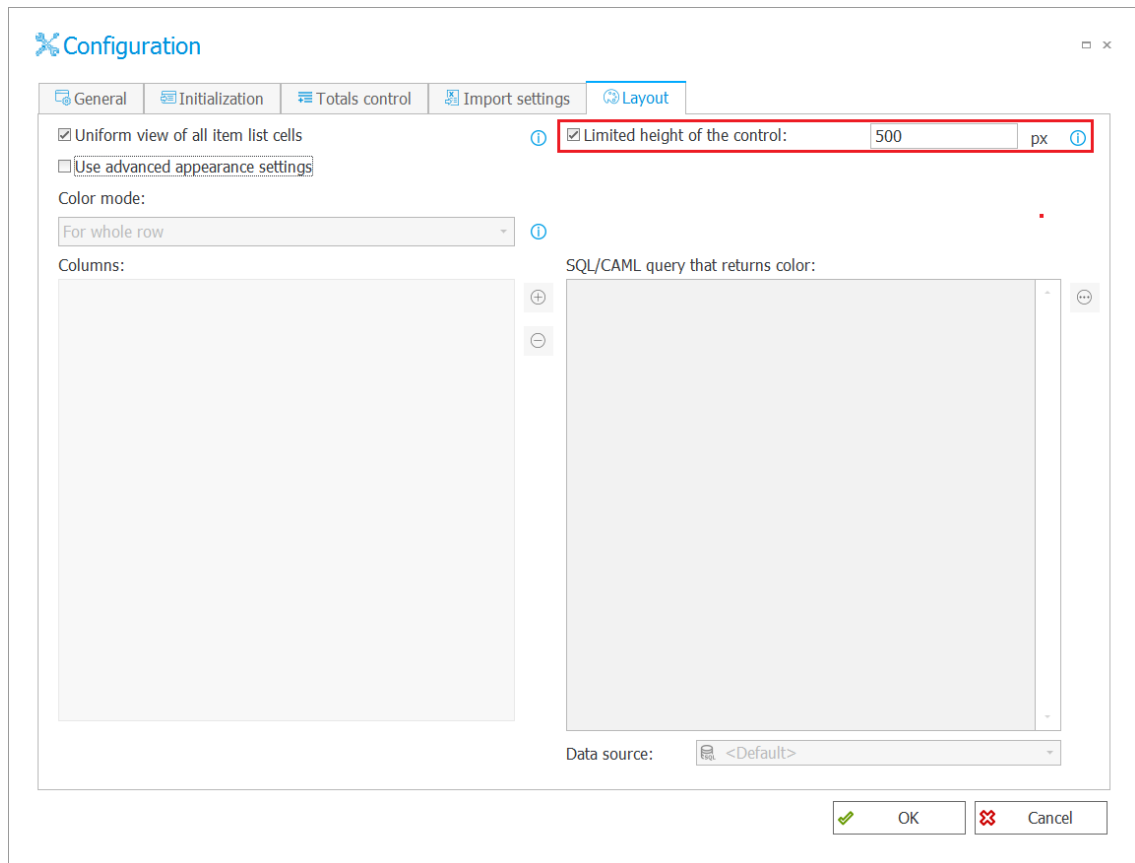 Configuration
General Initialization Totals control Import settings Layout
Uniform view of all item list cells
Limited height of the control: 500 px
Use advanced appearance settings
Color mode:
For whole row
Columns:
SQL/CAML query that returns color:
Data source: <Default>
OK Cancel